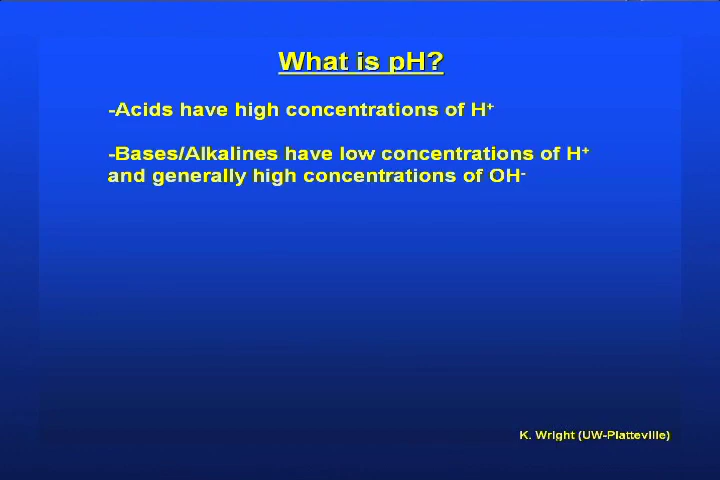 What is pH?
-Acids have high concentrations of H⁺
-Bases/Alkalines have low concentrations of H⁺
and generally high concentrations of OH⁻
K. Wright (UW-Platteville)